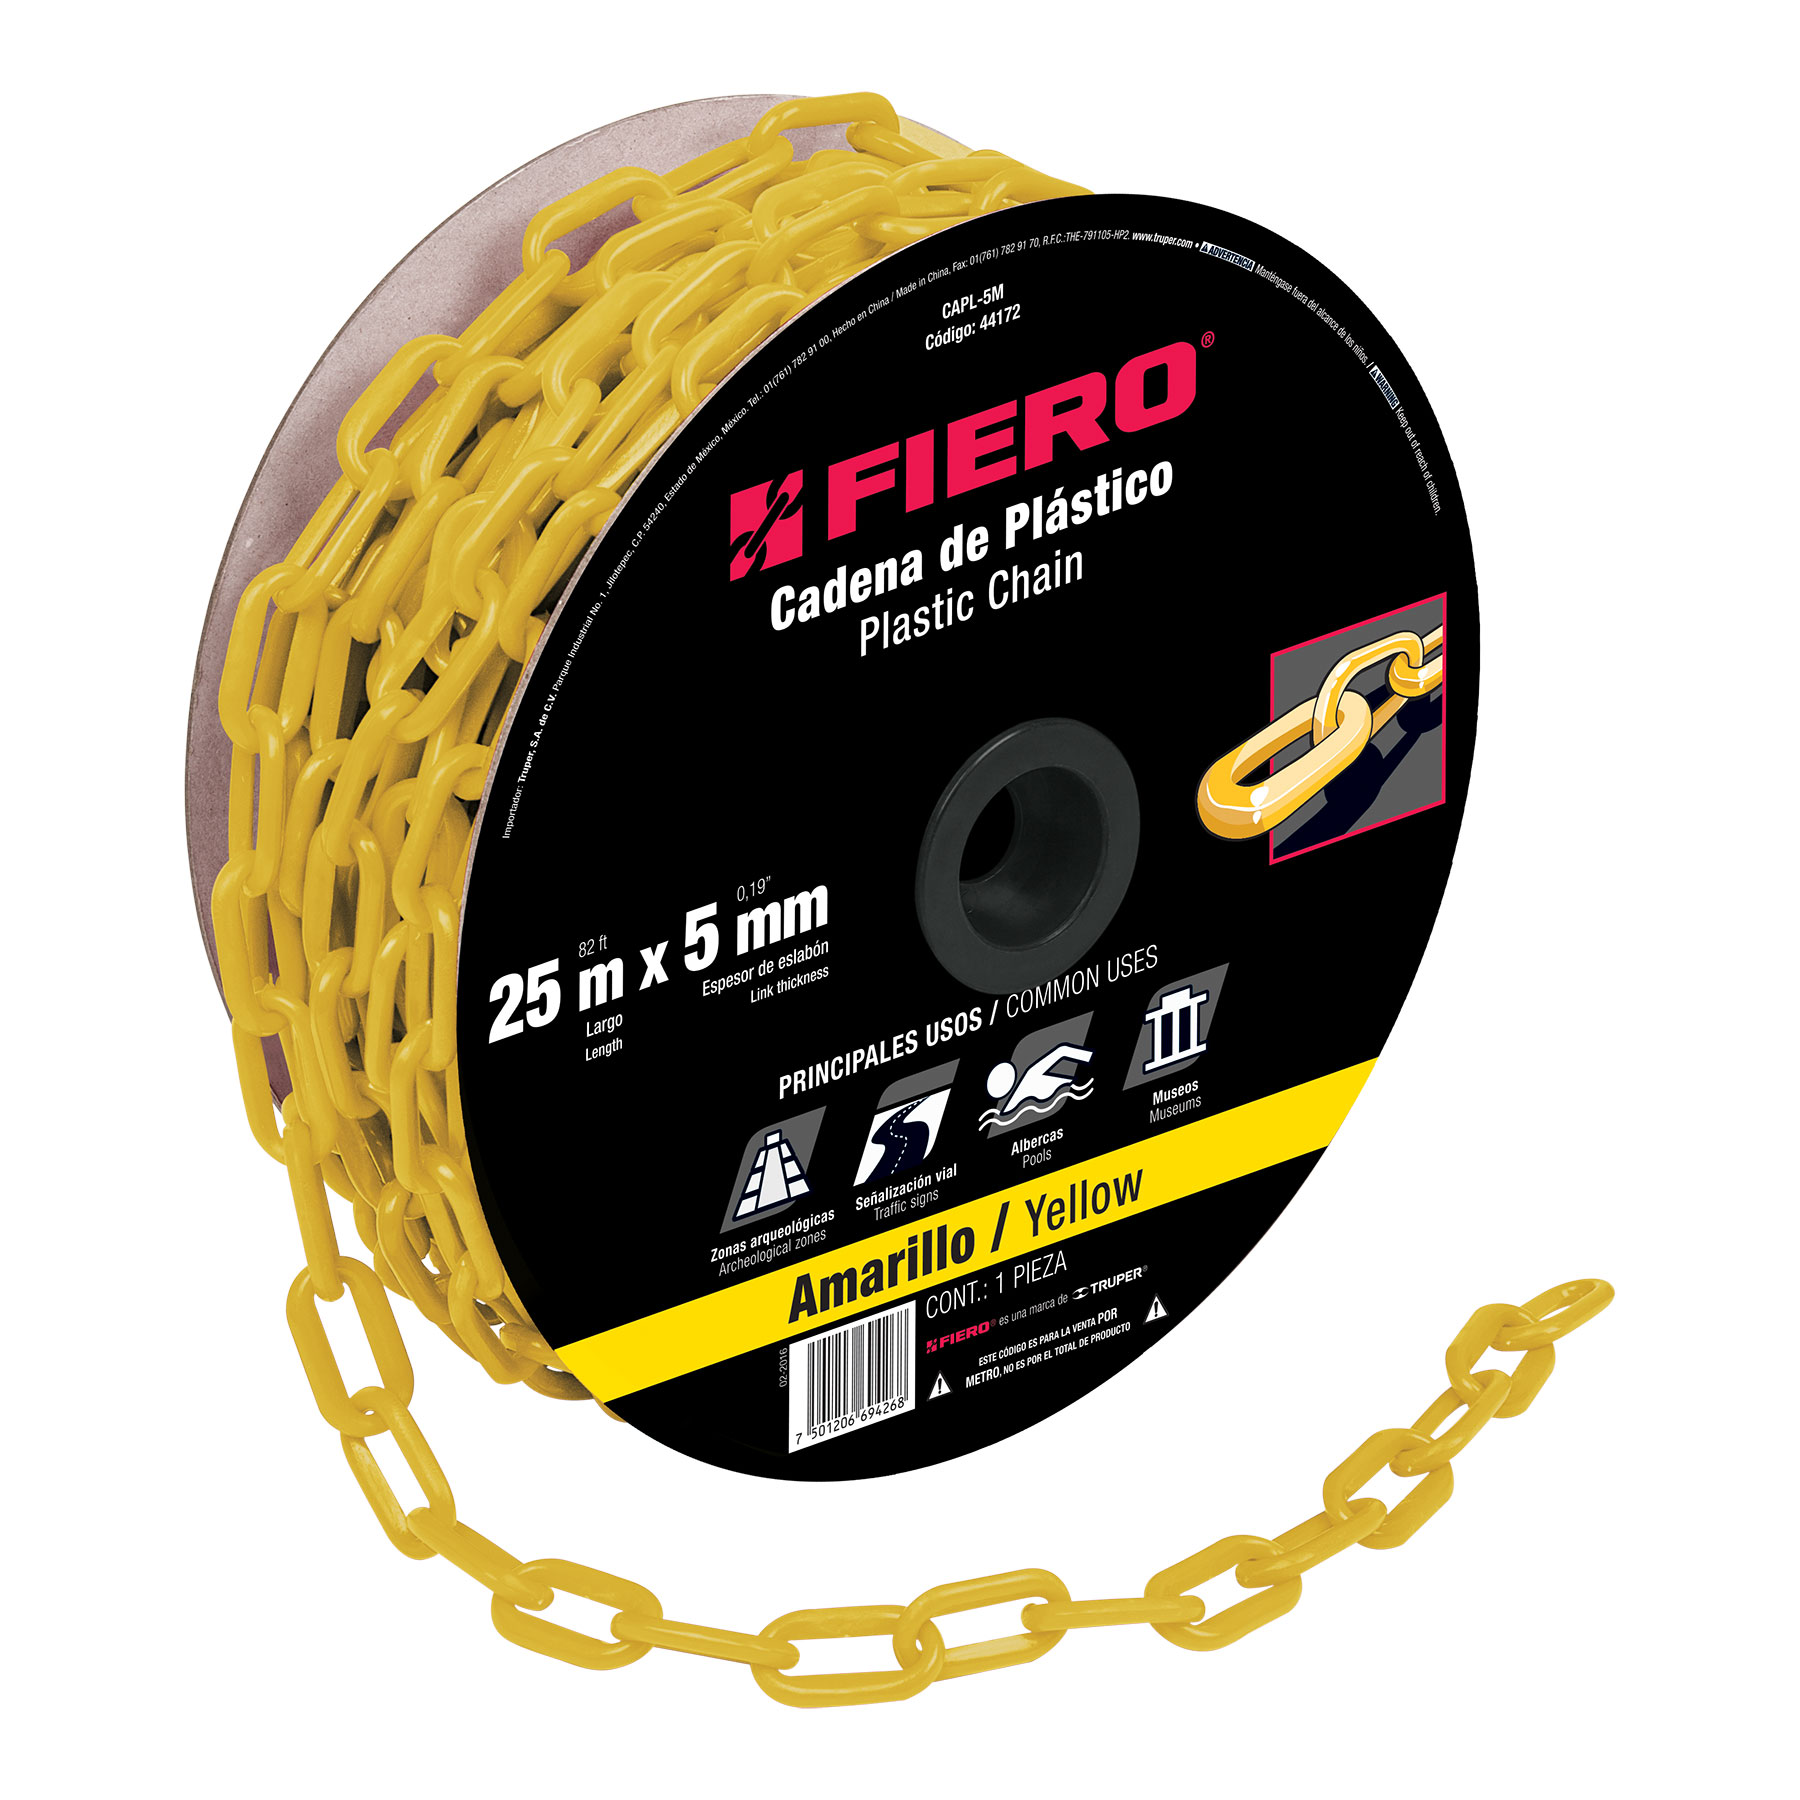 Importador: Truper, S.A. de C.V. Parque Industrial No. 1, Jilotepec, C.P. 54240, Estado de México, México. Tel.: 01(761) 782 91 00, Hecho en China / Made in China, Fax: 01(761) 782 91 70, R.F.C.:THE-791105-HP2. www.truper.com • ADVERTENCIA Manténgase fuera del alcance de los niños. / WARNING Keep out of reach of children.
CAPL-5M
Código: 44172
FIERO®
Cadena de Plástico
Plastic Chain
82 ft
0,19"
25 m x 5 mm
Largo
Length
Espesor de eslabón
Link thickness
PRINCIPALES USOS / COMMON USES
Zonas arqueológicas
Archeological zones
Señalización vial
Traffic signs
Albercas
Pools
Museos
Museums
Amarillo / Yellow
CONT.: 1 PIEZA
FIERO® es una marca de TRUPER®
ESTE CÓDIGO ES PARA LA VENTA POR
METRO, NO ES POR EL TOTAL DE PRODUCTO
02-2016
7 501206 694268